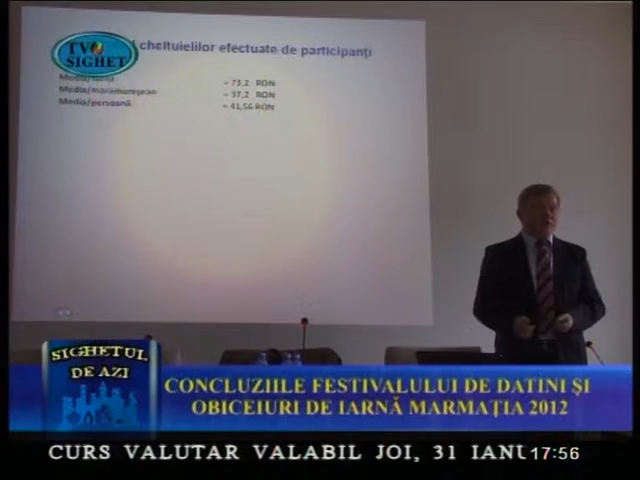 TVO
SIGHET
cheltuielilor efectuate de participanți
Media/
= 73,2 RON
Media/maramureșean
= 37,2 RON
Media/persoană
= 41,56 RON
SIGHETUL
DE AZI
CONCLUZIILE FESTIVALULUI DE DATINI ȘI
OBICEIURI DE IARNĂ MARMAȚIA 2012
CURS VALUTAR VALABIL JOI, 31 IANU
17:56